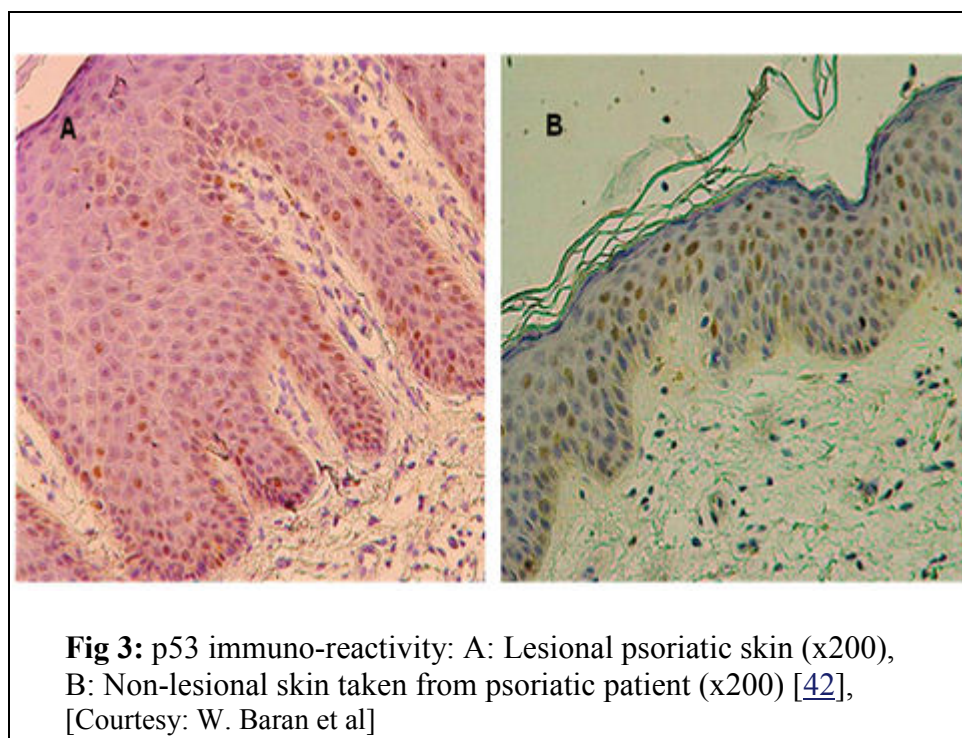 A
B
Fig 3: p53 immuno-reactivity: A: Lesional psoriatic skin (x200),
B: Non-lesional skin taken from psoriatic patient (x200) [42],
[Courtesy: W. Baran et al]